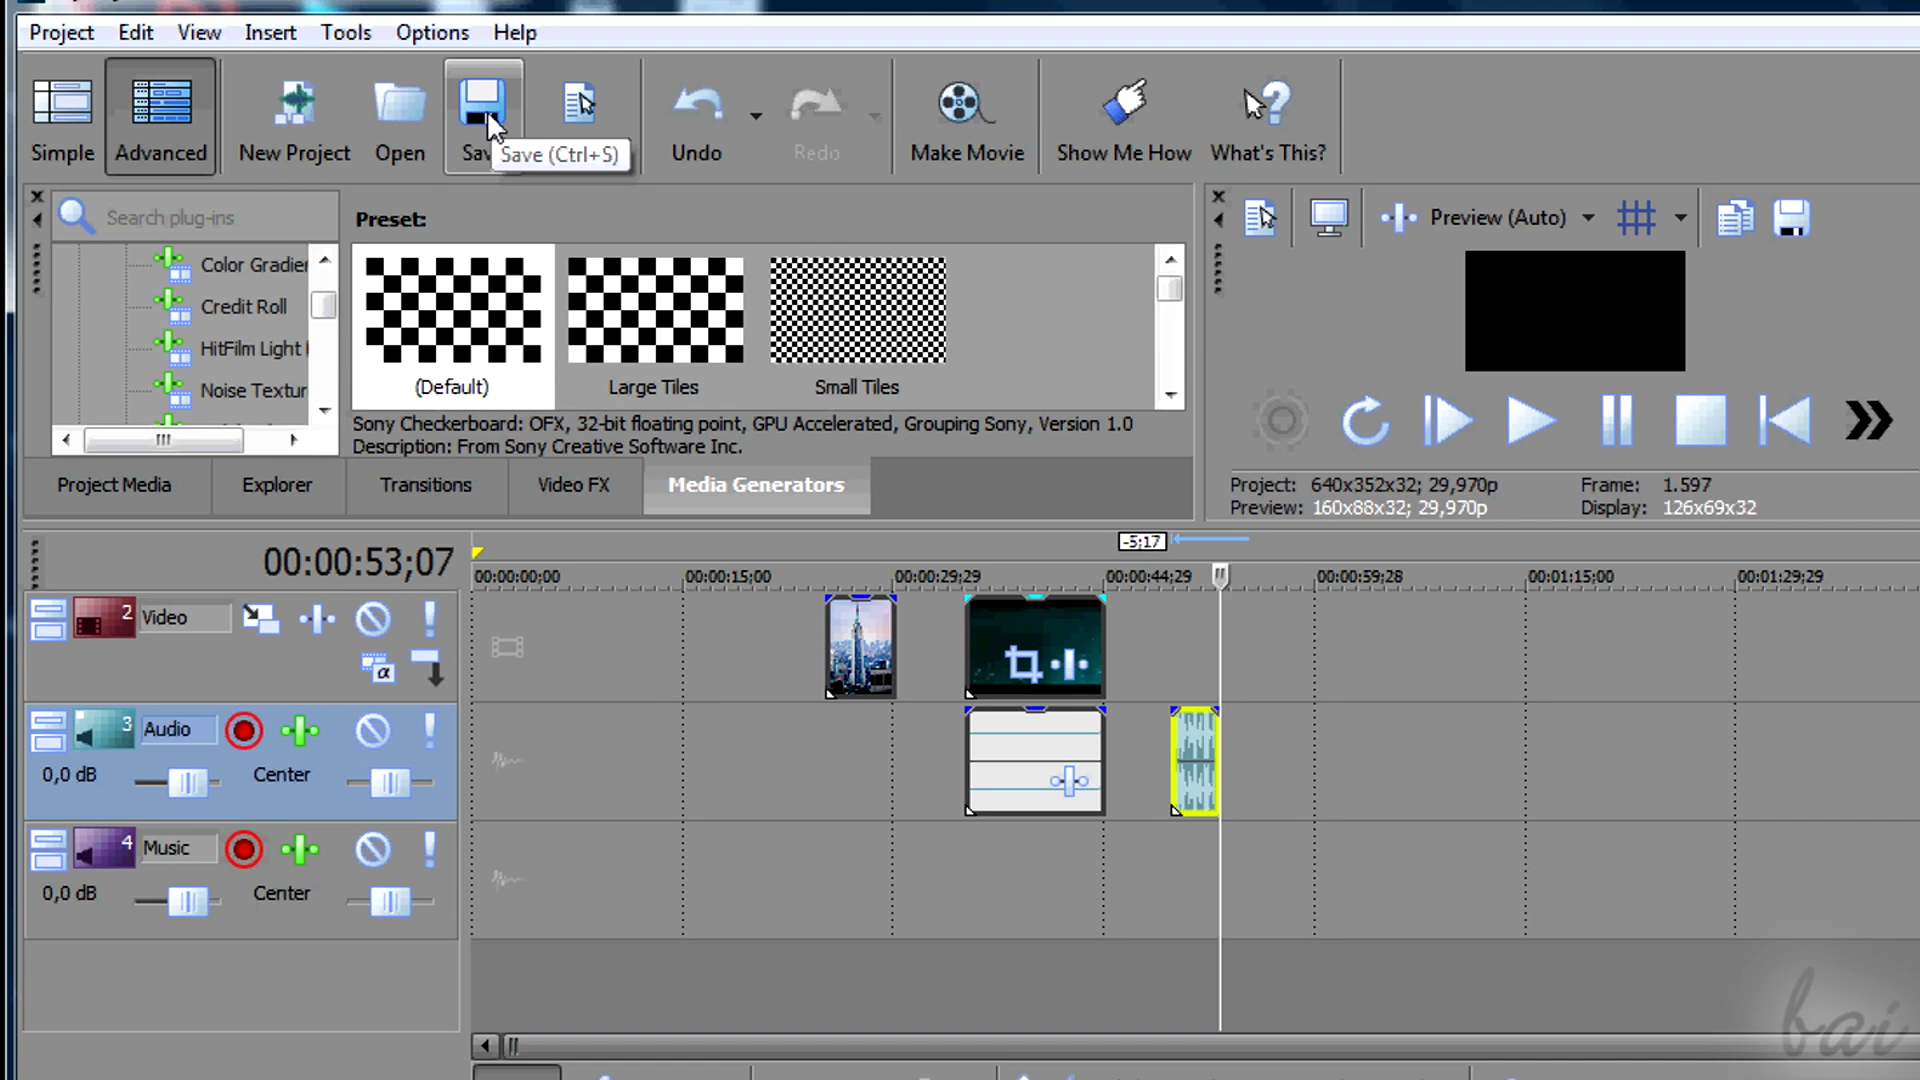 Project Edit View Insert Tools Options Help
Simple Advanced New Project Open Sav Save (Ctrl+S) Undo Redo Make Movie Show Me How What's This?
Search plug-ins
Preset:
Preview (Auto)
Color Gradie
Credit Roll
HitFilm Light
Noise Textur
(Default) Large Tiles Small Tiles
Sony Checkerboard: OFX, 32-bit floating point, GPU Accelerated, Grouping Sony, Version 1.0
Description: From Sony Creative Software Inc.
Project Media Explorer Transitions Video FX Media Generators
Project: 640x352x32; 29,970p Frame: 1.597
Preview: 160x88x32; 29,970p Display: 126x69x32
-5;17
00:00:53;07
00:00:00;00 00:00:15;00 00:00:29;29 00:00:44;29 00:00:59;28 00:01:15;00 00:01:29;29
2 Video
α
3 Audio
0,0 dB Center
4 Music
0,0 dB Center
bai